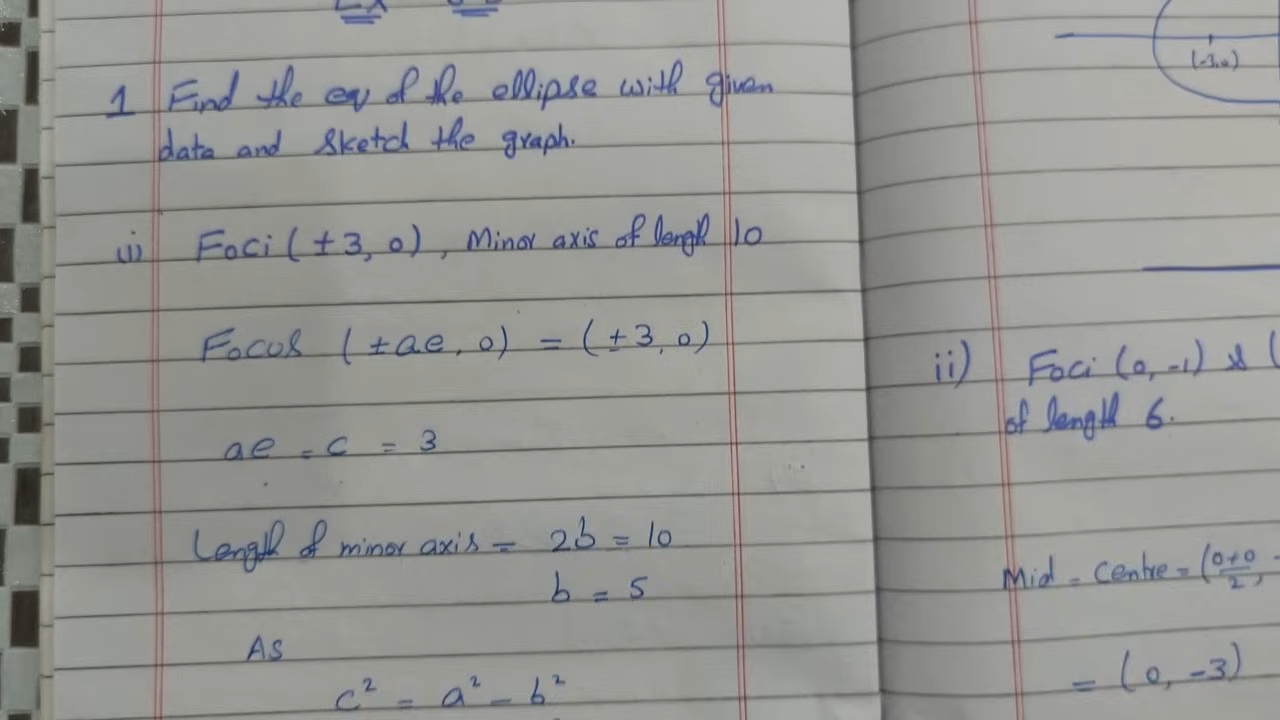 1 Find the eq of the ellipse with given
data and sketch the graph.
(i) Foci (±3, 0), Minor axis of length 10
Focus (±ae, 0) = (±3, 0)
ae = c = 3
Length of minor axis = 2b = 10
b = 5
As
c² = a² - b²
(-3,0)
ii) Foci (0, -1) & (
of length 6.
Mid = Centre = (0+0/2,
= (0, -3)